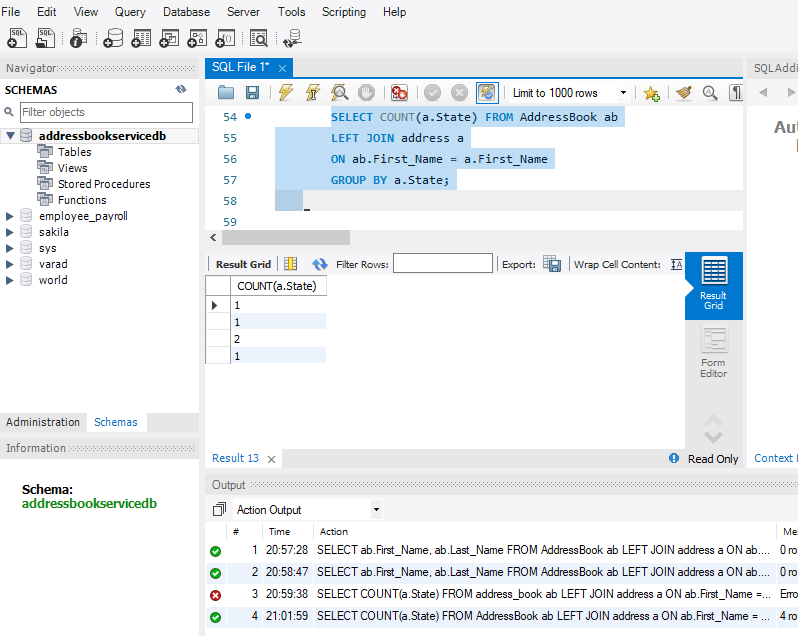 File Edit View Query Database Server Tools Scripting Help
Navigator
SCHEMAS
Filter objects
addressbookservicedb
Tables
Views
Stored Procedures
Functions
employee_payroll
sakila
sys
varad
world
Administration Schemas
Information
Schema:
addressbookservicedb
SQL File 1*
Limit to 1000 rows
54 SELECT COUNT(a.State) FROM AddressBook ab
55 LEFT JOIN address a
56 ON ab.First_Name = a.First_Name
57 GROUP BY a.State;
58
59
Result Grid Filter Rows: Export: Wrap Cell Content:
COUNT(a.State)
1
1
2
1
Result
Grid
Form
Editor
Result 13
Read Only
SQLAddi
Aut
Context
Output
Action Output
# Time Action Mes
1 20:57:28 SELECT ab.First_Name, ab.Last_Name FROM AddressBook ab LEFT JOIN address a ON ab.... 0 ro
2 20:58:47 SELECT ab.First_Name, ab.Last_Name FROM AddressBook ab LEFT JOIN address a ON ab.... 0 ro
3 20:59:38 SELECT COUNT(a.State) FROM address_book ab LEFT JOIN address a ON ab.First_Name =... Erro
4 21:01:59 SELECT COUNT(a.State) FROM AddressBook ab LEFT JOIN address a ON ab.First_Name = ... 4 ro